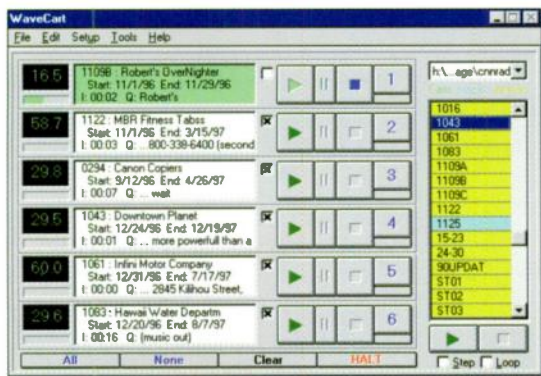 WaveCart
File Edit Setup Tools Help
16.5
1109B : Robert's OverNighter
Start: 11/1/96 End: 11/29/96
I: 00:02 Q: Robert's
1
58.7
1122 : MBR Fitness Tabss
Start: 11/1/96 End: 3/15/97
I: 00:03 Q: ... 800-338-6400 (second
2
29.8
0294 : Canon Copiers
Start: 9/12/96 End: 4/26/97
I: 00:07 Q: ... wait
3
29.5
1043 : Downtown Planet
Start: 12/24/96 End: 12/19/97
I: 00:01 Q: ... more powerfull than a
4
60.0
1061 : Infini Motor Company
Start: 12/31/96 End: 7/17/97
I: 00:00 Q: ... 2845 Kilihou Street,
5
29.6
1083 : Hawaii Water Departm
Start: 12/20/96 End: 8/7/97
I: 00:16 Q: (music out)
6
All None Clear HALT
h:\...age\cnnrad
1016
1043
1061
1083
1109A
1109B
1109C
1122
1125
15-23
24-30
90UPDAT
ST01
ST02
ST03
Step Loop